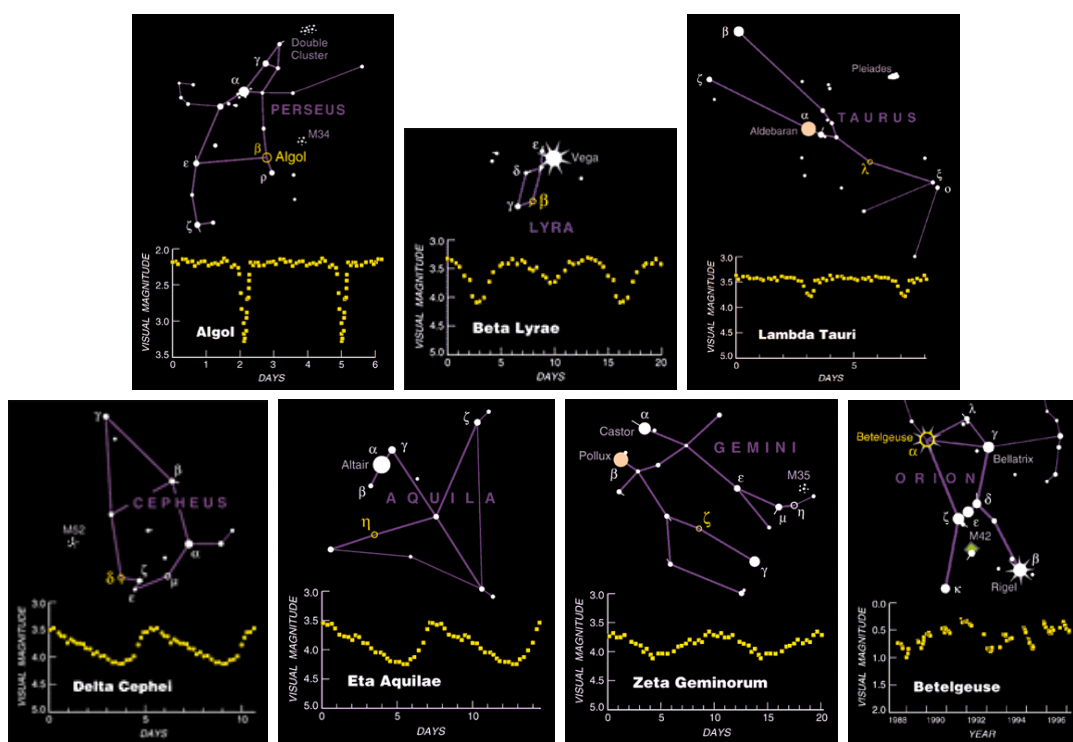 Double
Cluster
γ
α
PERSEUS
M34
β Algol
ε
ρ
ζ
2.0
2.5
3.0
3.5
VISUAL MAGNITUDE
Algol
0 1 2 3 4 5 6
DAYS
ε
Vega
δ
γ β
LYRA
3.0
3.5
4.0
4.5
5.0
VISUAL MAGNITUDE
Beta Lyrae
0 5 10 15 20
DAYS
β
Pleiades
ζ
α
TAURUS
Aldebaran
λ
ξ
ο
3.0
3.5
4.0
4.5
5.0
VISUAL MAGNITUDE
Lambda Tauri
0 5
DAYS
γ
β
CEPHEUS
M52
α
δ ζ μ
ε
3.0
3.5
4.0
4.5
5.0
VISUAL MAGNITUDE
Delta Cephei
0 5 10
DAYS
ζ
γ
Altair
β
AQUILA
η
3.0
3.5
4.0
4.5
5.0
VISUAL MAGNITUDE
Eta Aquilae
0 5 10
DAYS
α
Castor
GEMINI
Pollux
β
M35
ε
μ η
ζ
γ
3.0
3.5
4.0
4.5
5.0
VISUAL MAGNITUDE
Zeta Geminorum
0 5 10 15 20
DAYS
λ
Betelgeuse
α
γ
Bellatrix
ORION
δ
ζ ε
M42
β
Rigel
κ
0.0
0.5
1.0
1.5
2.0
VISUAL MAGNITUDE
Betelgeuse
1988 1990 1992 1994 1996
YEAR